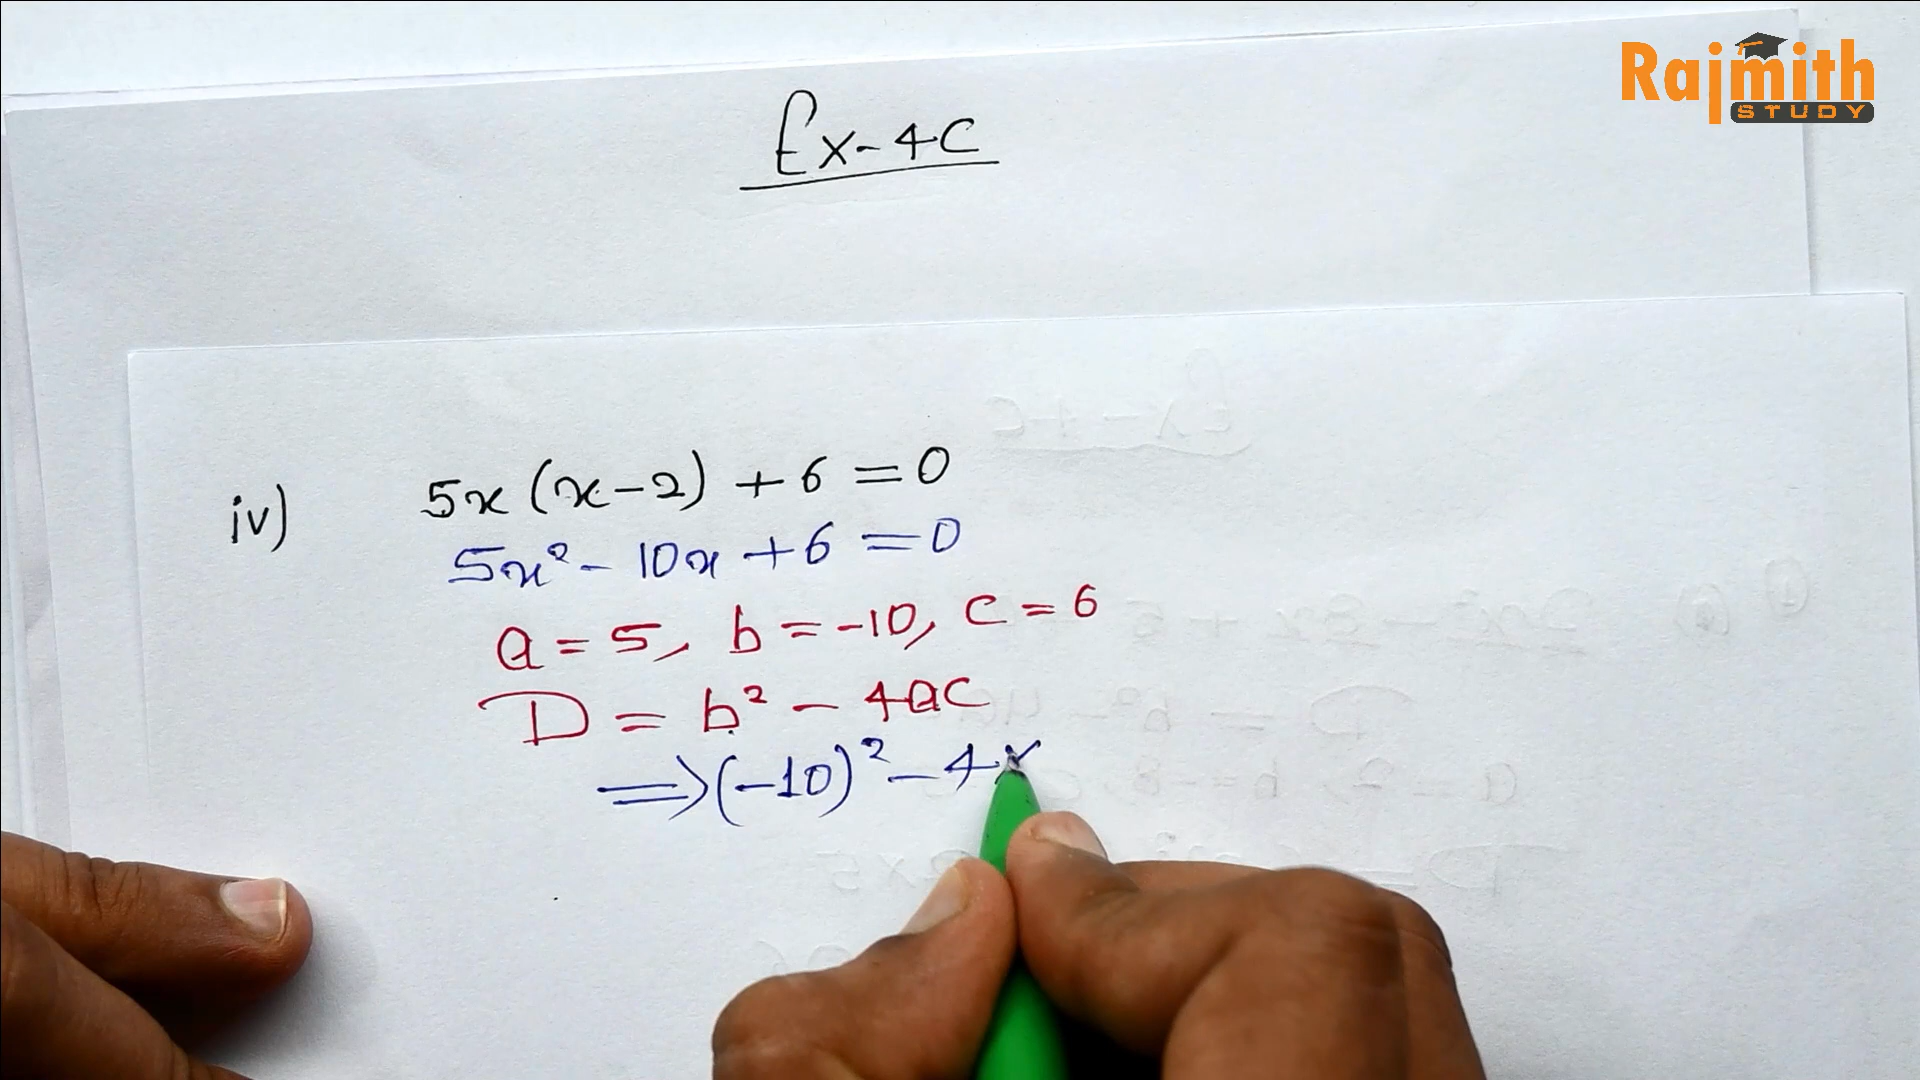 Rajmith
STUDY
Ex-4C
iv) 5x(x-2) + 6 = 0
5x² - 10x + 6 = 0
a = 5, b = -10, c = 6
D = b² - 4ac
⇒ (-10)² - 4×